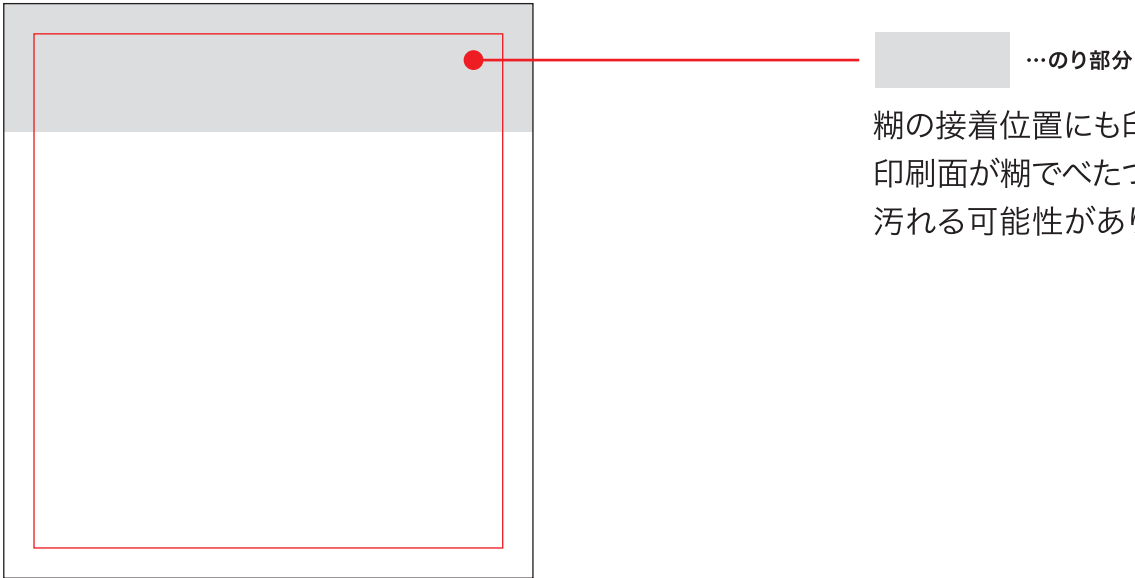 …のり部分
糊の接着位置にも
印刷面が糊でべた
汚れる可能性があ